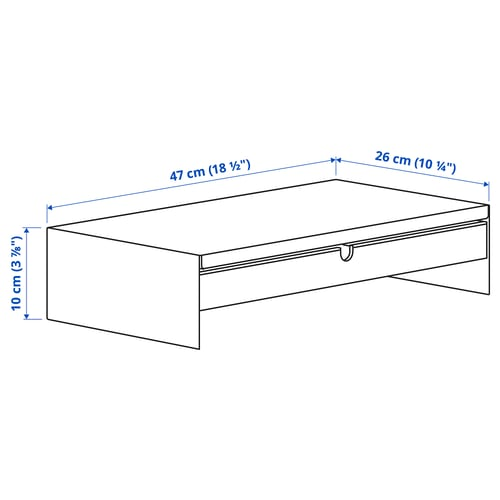 47 cm (18 ½")
26 cm (10 ¼")
10 cm (3 ⅞")